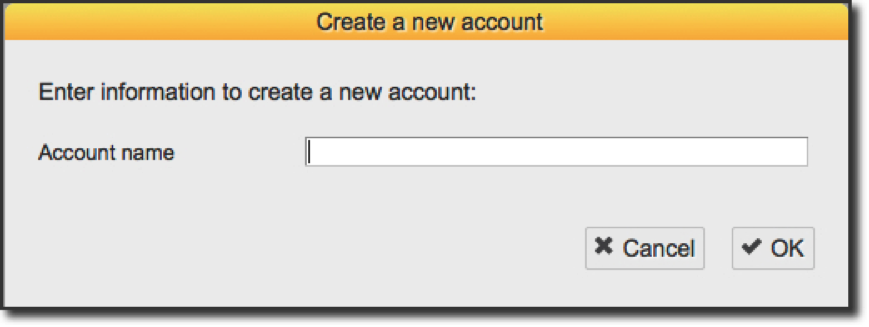 Create a new account
Enter information to create a new account:
Account name
Cancel OK